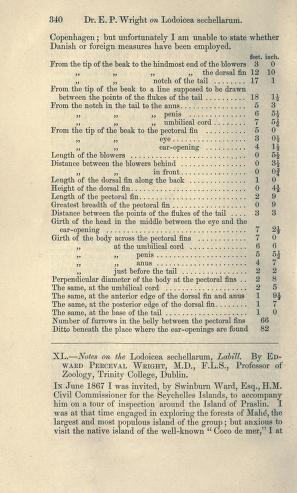 340 Dr. E. P. Wright on Lodoicea sechellarum.
Copenhagen; but unfortunately I am unable to state whether
Danish or foreign measures have been employed.
feet. inch.
From the tip of the beak to the hindmost end of the blowers 3 0
„ „ „ the dorsal fin 12 10
„ „ notch of the tail ........ 17 1
From the tip of the beak to a line supposed to be drawn
between the points of the flukes of the tail ............ 18 1½
From the notch in the tail to the anus.................. 5 3
„ „ „ penis .............. 6 5½
„ „ „ umbilical cord ...... 7 5½
From the tip of the beak to the pectoral fin ............ 5 0
„ „ eye .................. 3 0½
„ „ ear-opening .......... 4 1½
Length of the blowers .............................. 0 5½
Distance between the blowers behind .................. 0 3½
„ „ in front .................. 0 0¾
Length of the dorsal fin along the back ................ 1 0
Height of the dorsal fin.............................. 0 4½
Length of the pectoral fin............................ 2 9
Greatest breadth of the pectoral fin .................. 0 9
Distance between the points of the flukes of the tail .... 3 3
Girth of the head in the middle between the eye and the
ear-opening ...................................... 7 2½
Girth of the body across the pectoral fins ............ 7 0
„ at the umbilical cord .................. 6 6
„ „ penis .......................... 5 5½
„ „ anus .......................... 4 7
„ just before the tail .................. 2 2
Perpendicular diameter of the body at the pectoral fins .. 2 8
The same, at the umbilical cord ...................... 2 5
The same, at the anterior edge of the dorsal fin and anus 1 9½
The same, at the posterior edge of the dorsal fin........ 1 7
The same, at the base of the tail .................... 1 0
Number of furrows in the belly between the pectoral fins 66
Ditto beneath the place where the ear-openings are found 82
XL.—Notes on the Lodoicea sechellarum, Labill. By ED-
WARD PERCEVAL WRIGHT, M.D., F.L.S., Professor of
Zoology, Trinity College, Dublin.
In June 1867 I was invited, by Swinburn Ward, Esq., H.M.
Civil Commissioner for the Seychelles Islands, to accompany
him on a tour of inspection around the Island of Praslin. I
was at that time engaged in exploring the forests of Mahé, the
largest and most populous island of the group; but anxious to
visit the native island of the well-known “Coco de mer,” I at